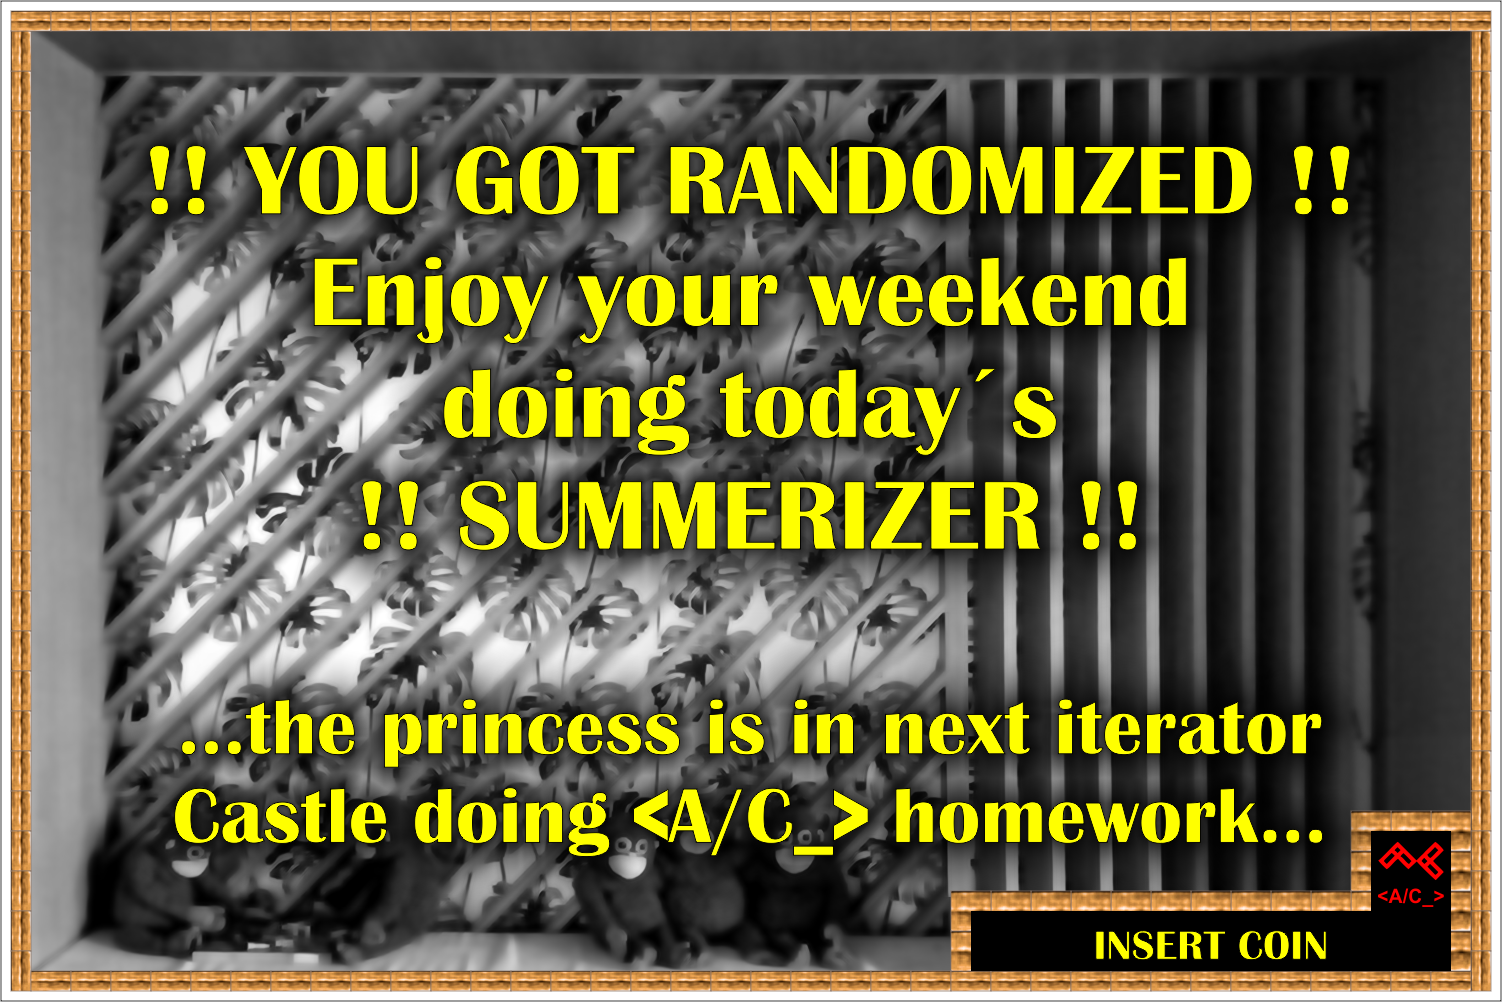 !! YOU GOT RANDOMIZED !!
Enjoy your weekend
doing today´s
!! SUMMERIZER !!
...the princess is in next iterator
Castle doing <A/C_> homework...
<A/C_>
INSERT COIN